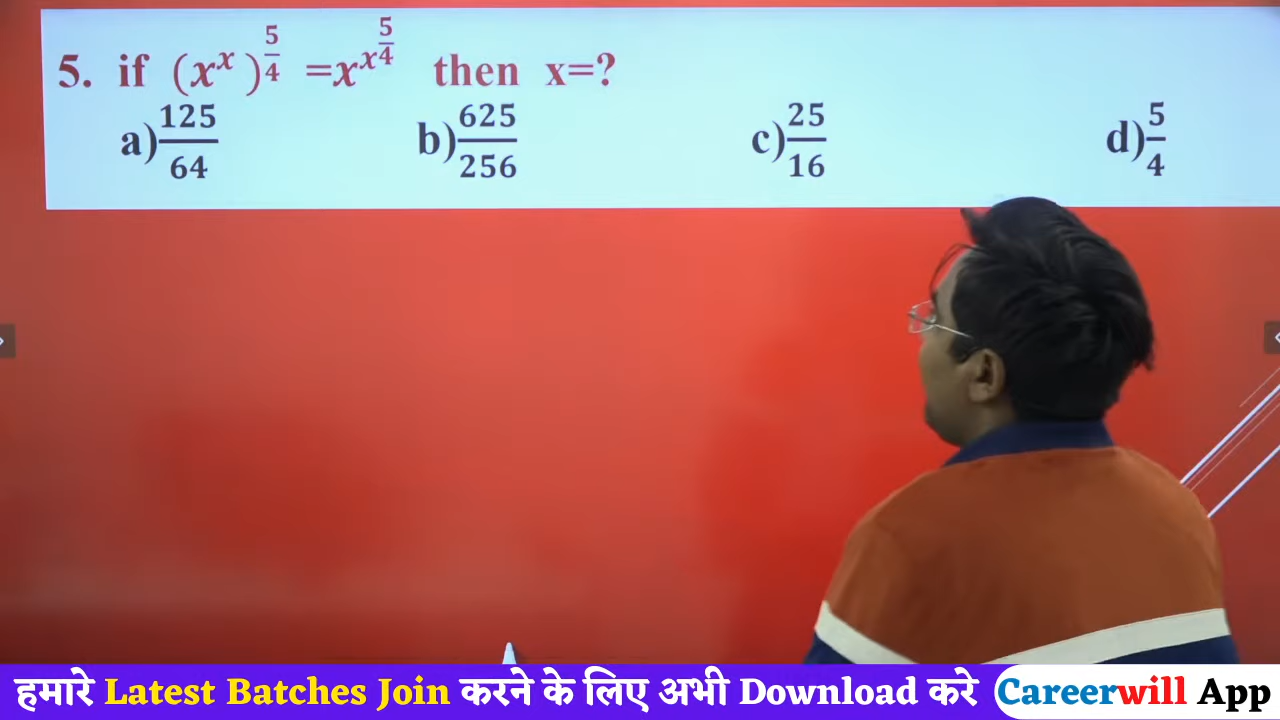 5. if (x^x)^{5/4} = x^{x^{5/4}} then x=?
a) 125/64 b) 625/256 c) 25/16 d) 5/4
हमारे Latest Batches Join करने के लिए अभी Download करे Careerwill App